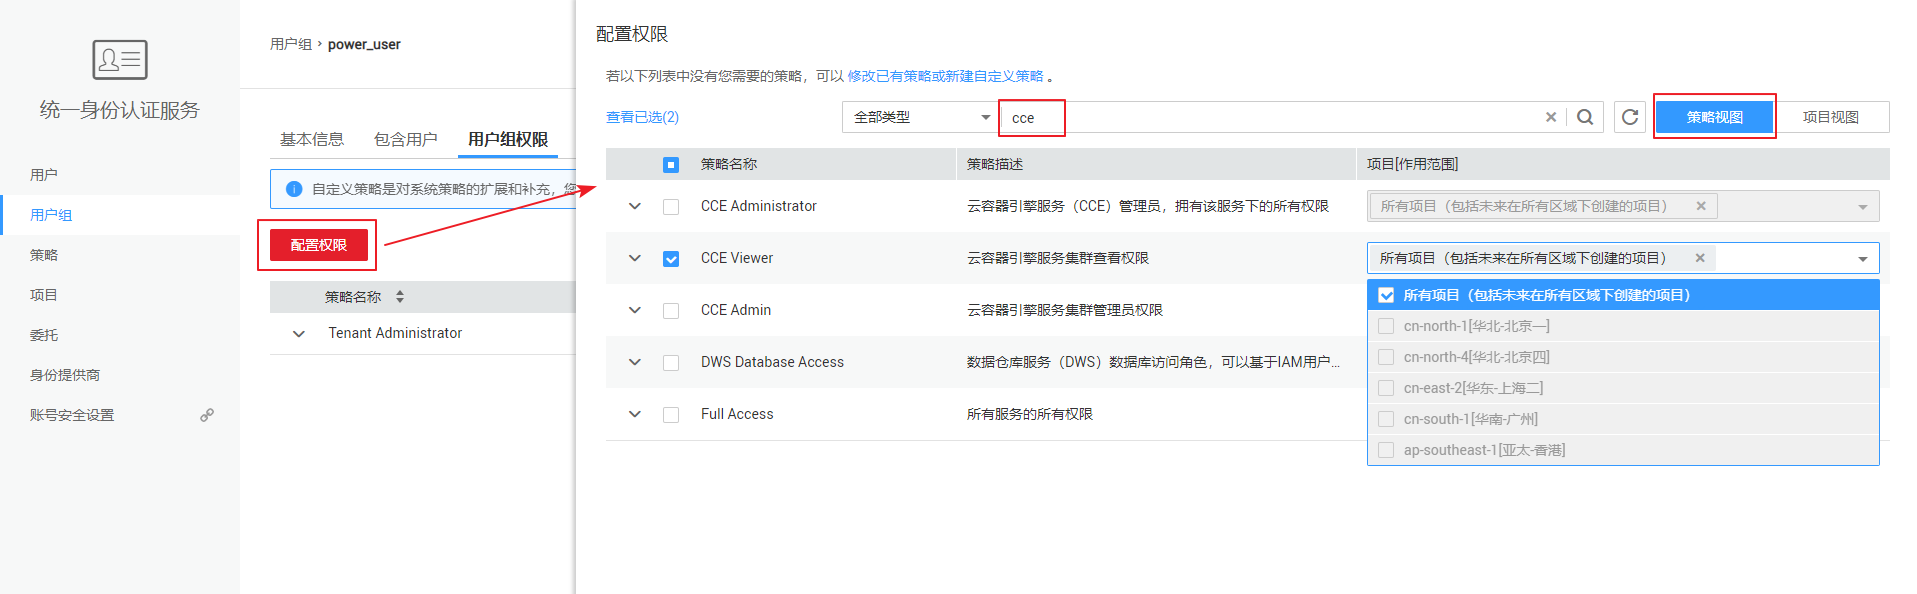 统一身份认证服务
用户
用户组
策略
项目
委托
身份提供商
账号安全设置
用户组 › power_user
基本信息 包含用户 用户组权限
自定义策略是对系统策略的扩展和补充，您
配置权限
策略名称
Tenant Administrator
配置权限
若以下列表中没有您需要的策略，可以 修改已有策略或新建自定义策略 。
查看已选(2) 全部类型 cce 策略视图 项目视图
策略名称 策略描述 项目[作用范围]
CCE Administrator 云容器引擎服务（CCE）管理员，拥有该服务下的所有权限 所有项目（包括未来在所有区域下创建的项目）
CCE Viewer 云容器引擎服务集群查看权限 所有项目（包括未来在所有区域下创建的项目）
所有项目（包括未来在所有区域下创建的项目）
CCE Admin 云容器引擎服务集群管理员权限 cn-north-1[华北-北京一]
cn-north-4[华北-北京四]
DWS Database Access 数据仓库服务（DWS）数据库访问角色，可以基于IAM用户... cn-east-2[华东-上海二]
Full Access 所有服务的所有权限 cn-south-1[华南-广州]
ap-southeast-1[亚太-香港]